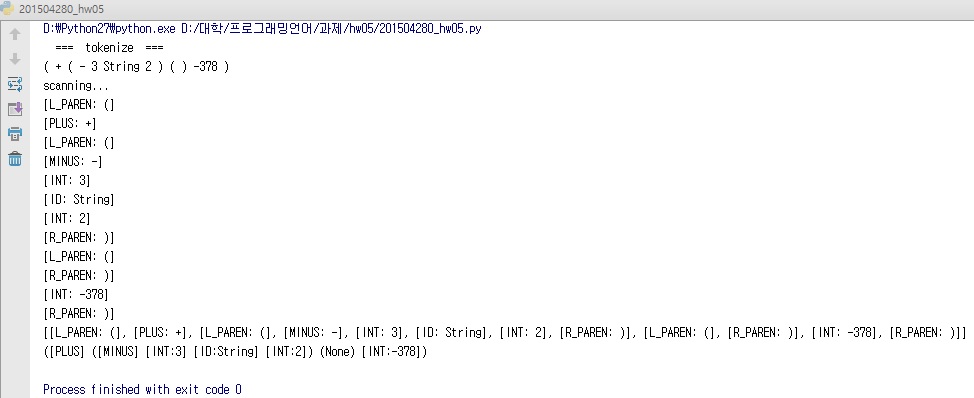 201504280_hw05
D:₩Python27₩python.exe D:/대학/프로그래밍언어/과제/hw05/201504280_hw05.py
=== tokenize ===
( + ( - 3 String 2 ) ( ) -378 )
scanning...
[L_PAREN: (]
[PLUS: +]
[L_PAREN: (]
[MINUS: -]
[INT: 3]
[ID: String]
[INT: 2]
[R_PAREN: )]
[L_PAREN: (]
[R_PAREN: )]
[INT: -378]
[R_PAREN: )]
[[L_PAREN: (], [PLUS: +], [L_PAREN: (], [MINUS: -], [INT: 3], [ID: String], [INT: 2], [R_PAREN: )], [L_PAREN: (], [R_PAREN: )], [INT: -378], [R_PAREN: )]]
([PLUS] ([MINUS] [INT:3] [ID:String] [INT:2]) (None) [INT:-378])
Process finished with exit code 0